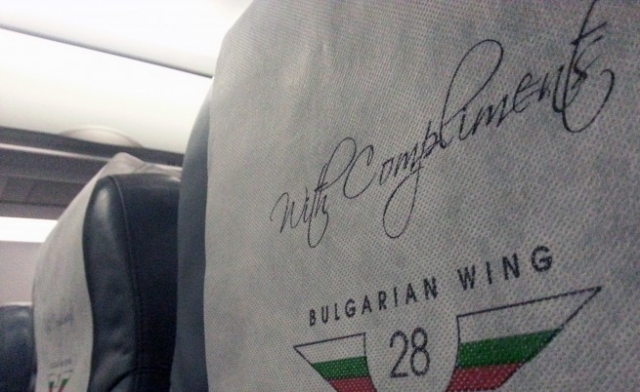 With Compliments
BULGARIAN WING
28